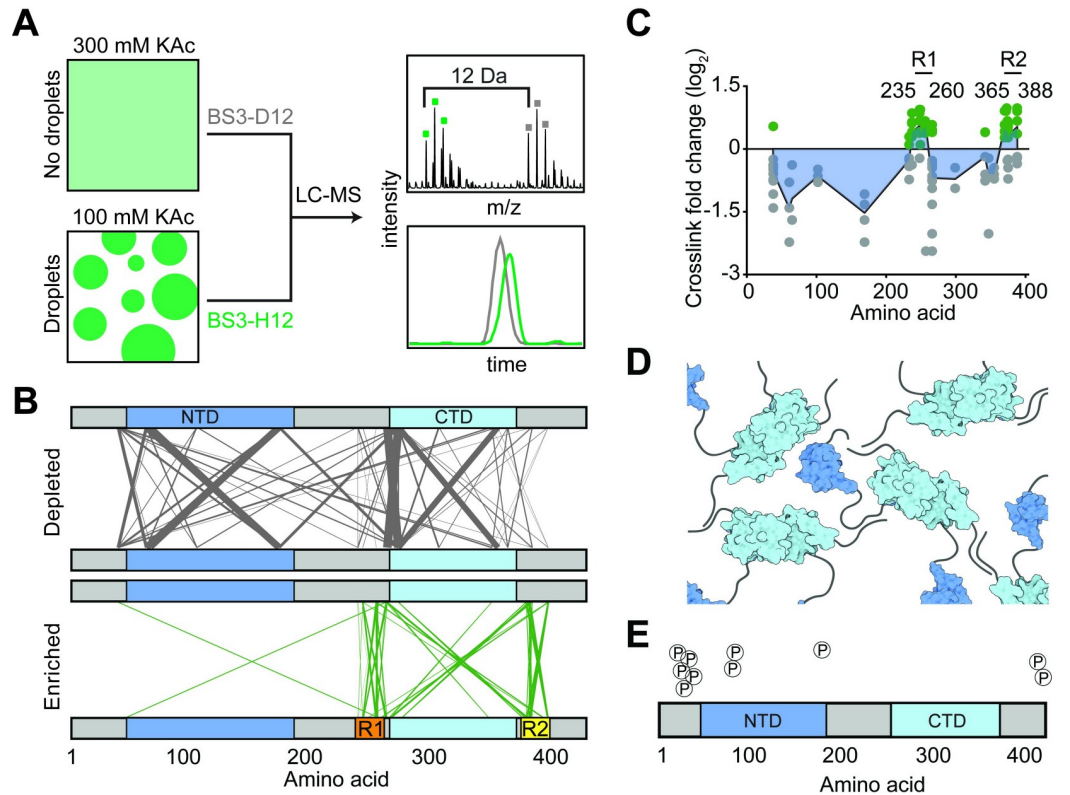 A
300 mM KAc
No droplets
BS3-D12
100 mM KAc
Droplets
BS3-H12
LC-MS
12 Da
intensity
m/z
time
C
R1 R2
235 260 365 388
Crosslink fold change (log2)
1.5
0
-1.5
-3
0 100 200 300 400
Amino acid
B
NTD CTD
Depleted
Enriched
R1 R2
1 100 200 300 400
Amino acid
D
E
P
P
P
P
P
P
P
P
P
P
NTD CTD
1 100 200 300 400
Amino acid